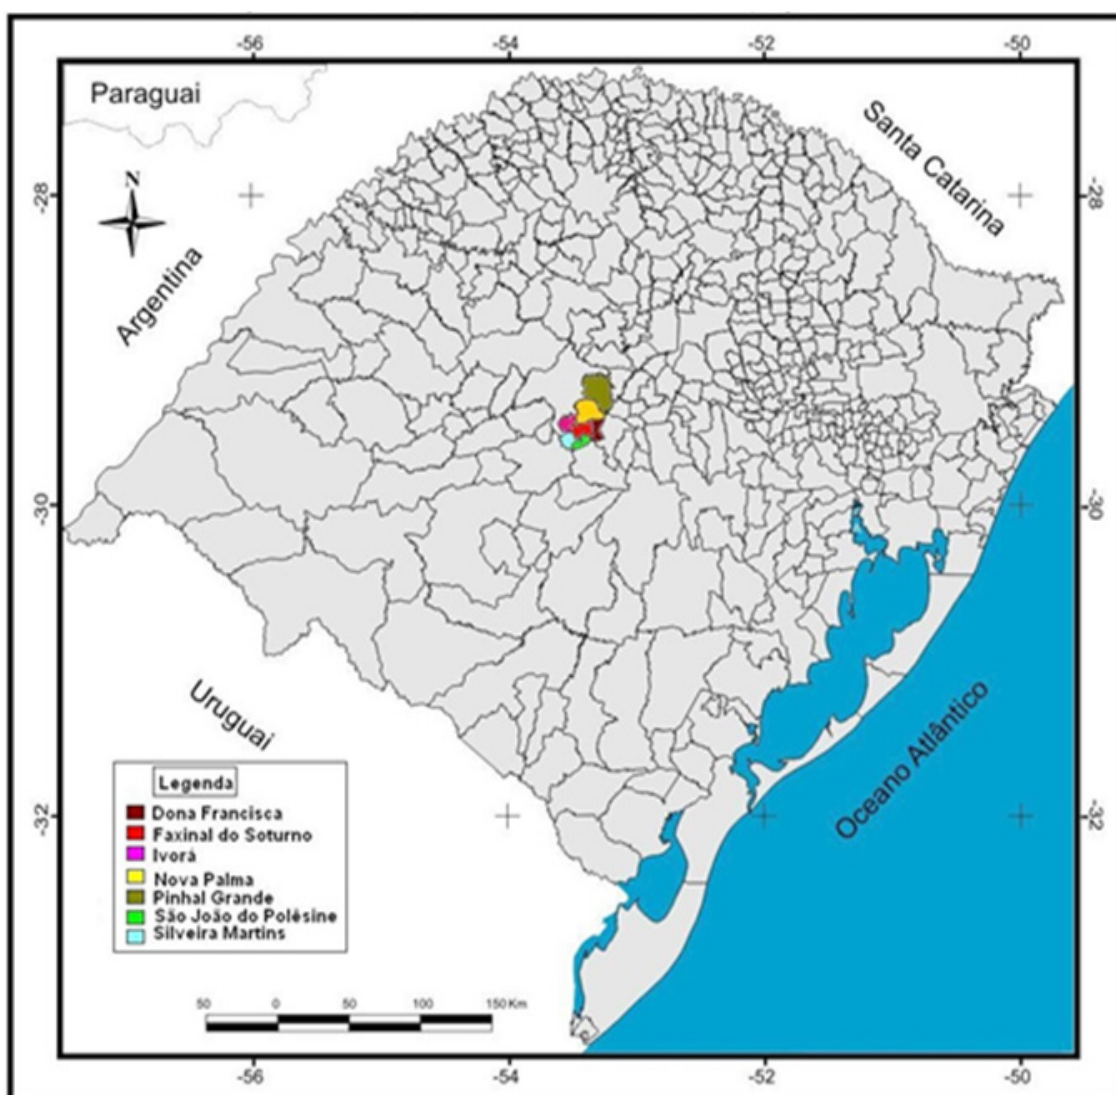 -56 -54 -52 -50
Paraguai
Santa Catarina
-28 -28
N
Argentina
-30 -30
Uruguai
Oceano Atlântico
Legenda
Dona Francisca
-32 -32
Faxinal do Soturno
Ivorá
Nova Palma
Pinhal Grande
São João do Polêsine
Silveira Martins
50 0 50 100 150 Km
-56 -54 -52 -50